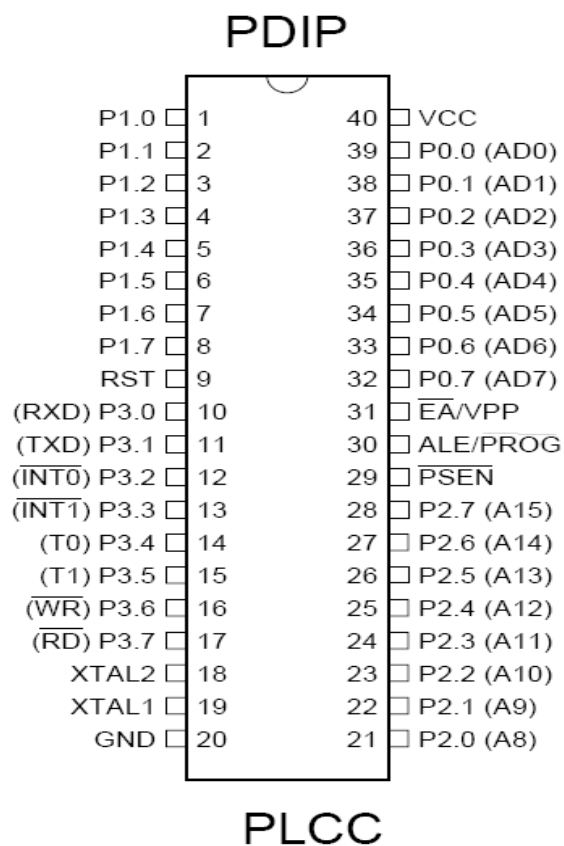 PDIP
P1.0 1 40 VCC
P1.1 2 39 P0.0 (AD0)
P1.2 3 38 P0.1 (AD1)
P1.3 4 37 P0.2 (AD2)
P1.4 5 36 P0.3 (AD3)
P1.5 6 35 P0.4 (AD4)
P1.6 7 34 P0.5 (AD5)
P1.7 8 33 P0.6 (AD6)
RST 9 32 P0.7 (AD7)
(RXD) P3.0 10 31 E̅A̅/VPP
(TXD) P3.1 11 30 ALE/P̅R̅O̅G̅
(I̅N̅T̅0̅) P3.2 12 29 P̅S̅E̅N̅
(I̅N̅T̅1̅) P3.3 13 28 P2.7 (A15)
(T0) P3.4 14 27 P2.6 (A14)
(T1) P3.5 15 26 P2.5 (A13)
(W̅R̅) P3.6 16 25 P2.4 (A12)
(R̅D̅) P3.7 17 24 P2.3 (A11)
XTAL2 18 23 P2.2 (A10)
XTAL1 19 22 P2.1 (A9)
GND 20 21 P2.0 (A8)
PLCC